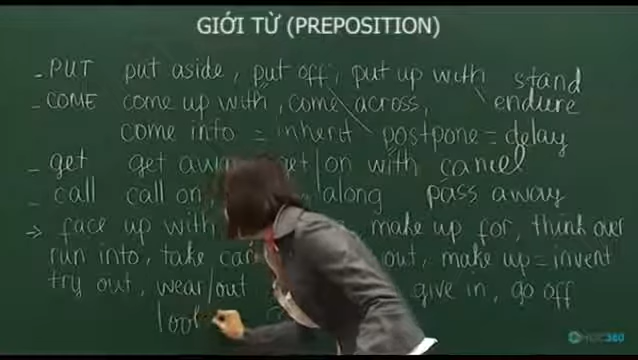 GIỚI TỪ (PREPOSITION)
- PUT put aside, put off, put up with stand
- COME come up with, come across, endure
come into = inherit postpone = delay
- get get away get/on with cancel
- call call on along pass away
→ face up with make up for, think over
run into, take out, make up = invent
try out, wear/out give in, go off
loo
HOC360